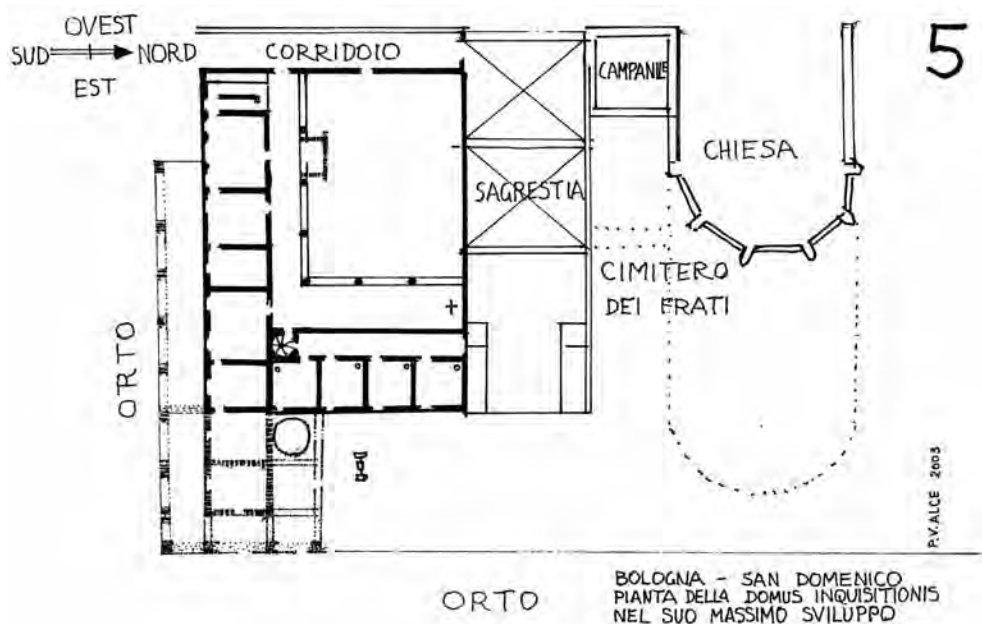 OVEST
SUD NORD
EST
CORRIDOIO
CAMPANILE
5
CHIESA
SAGRESTIA
CIMITERO
DEI FRATI
ORTO
P.V. ALCE 2003
ORTO
BOLOGNA - SAN DOMENICO
PIANTA DELLA DOMUS INQUISITIONIS
NEL SUO MASSIMO SVILUPPO